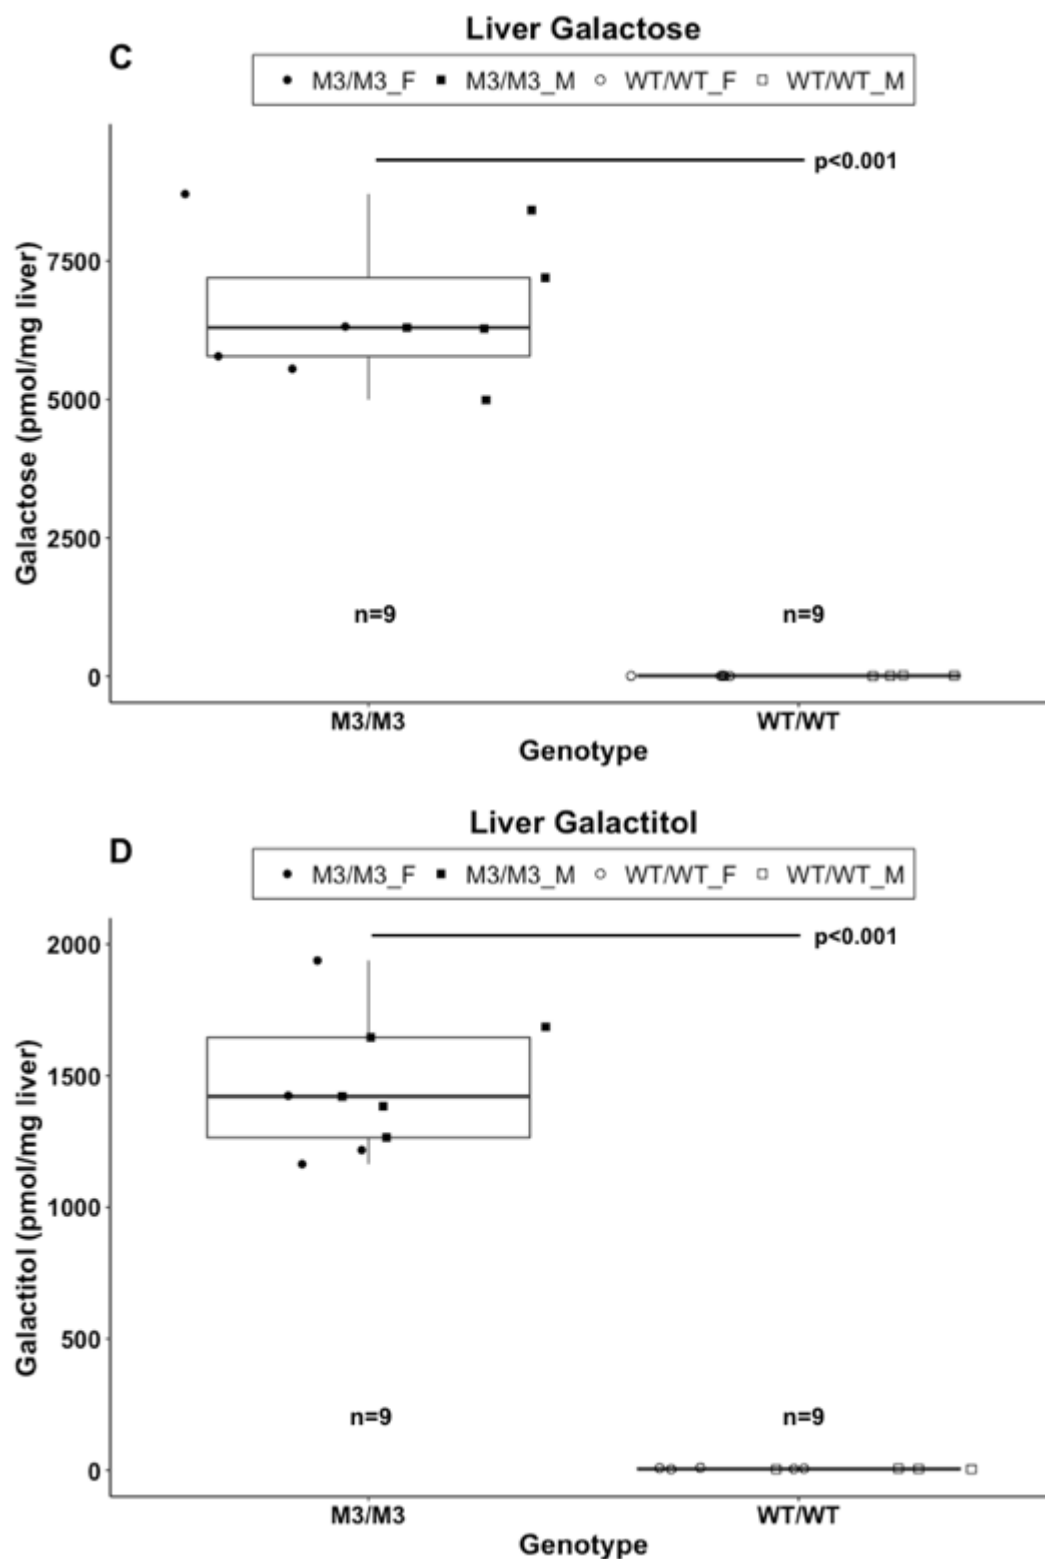 Liver Galactose
C
M3/M3_F M3/M3_M WT/WT_F WT/WT_M
p<0.001
7500
5000
2500
0
Galactose (pmol/mg liver)
n=9 n=9
M3/M3 WT/WT
Genotype
Liver Galactitol
D
M3/M3_F M3/M3_M WT/WT_F WT/WT_M
p<0.001
2000
1500
1000
500
0
Galactitol (pmol/mg liver)
n=9 n=9
M3/M3 WT/WT
Genotype